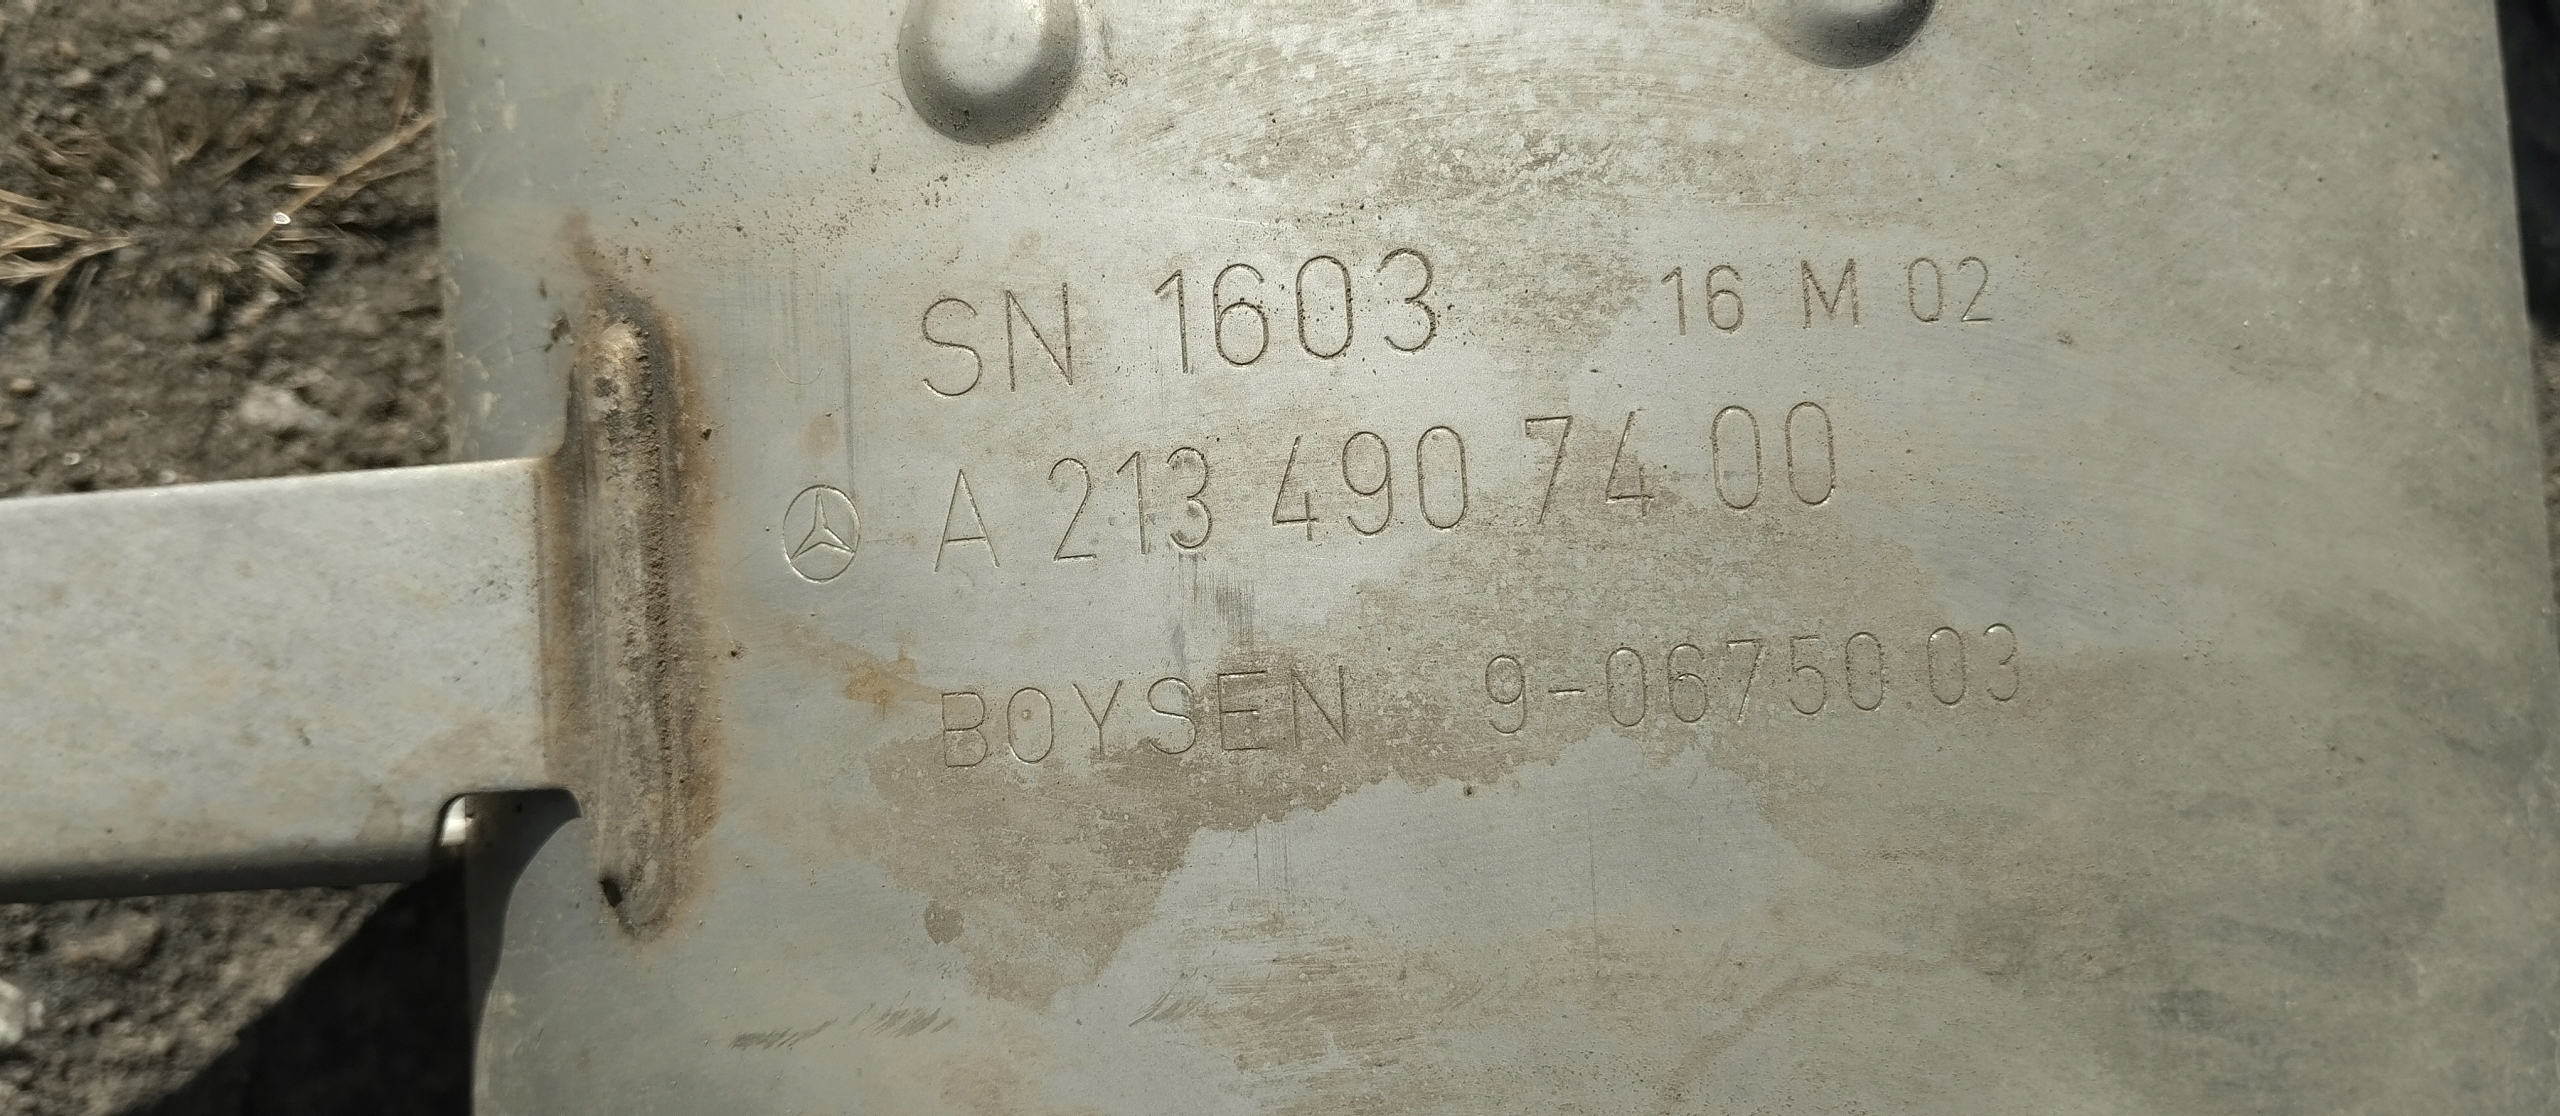 SN 1603 16 M 02
A 213 490 74 00
BOYSEN 9-06750 03